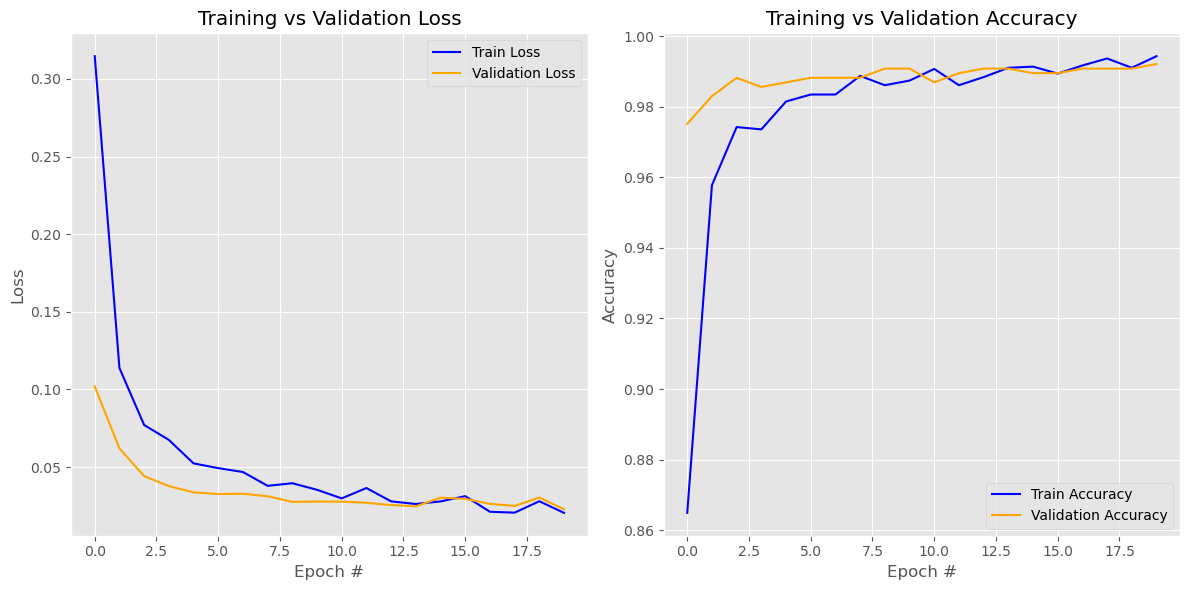 Training vs Validation Loss
Train Loss
Validation Loss
0.30
0.25
0.20
0.15
0.10
0.05
Loss
0.0 2.5 5.0 7.5 10.0 12.5 15.0 17.5
Epoch #
Training vs Validation Accuracy
1.00
0.98
0.96
0.94
0.92
0.90
0.88
0.86
Accuracy
Train Accuracy
Validation Accuracy
0.0 2.5 5.0 7.5 10.0 12.5 15.0 17.5
Epoch #